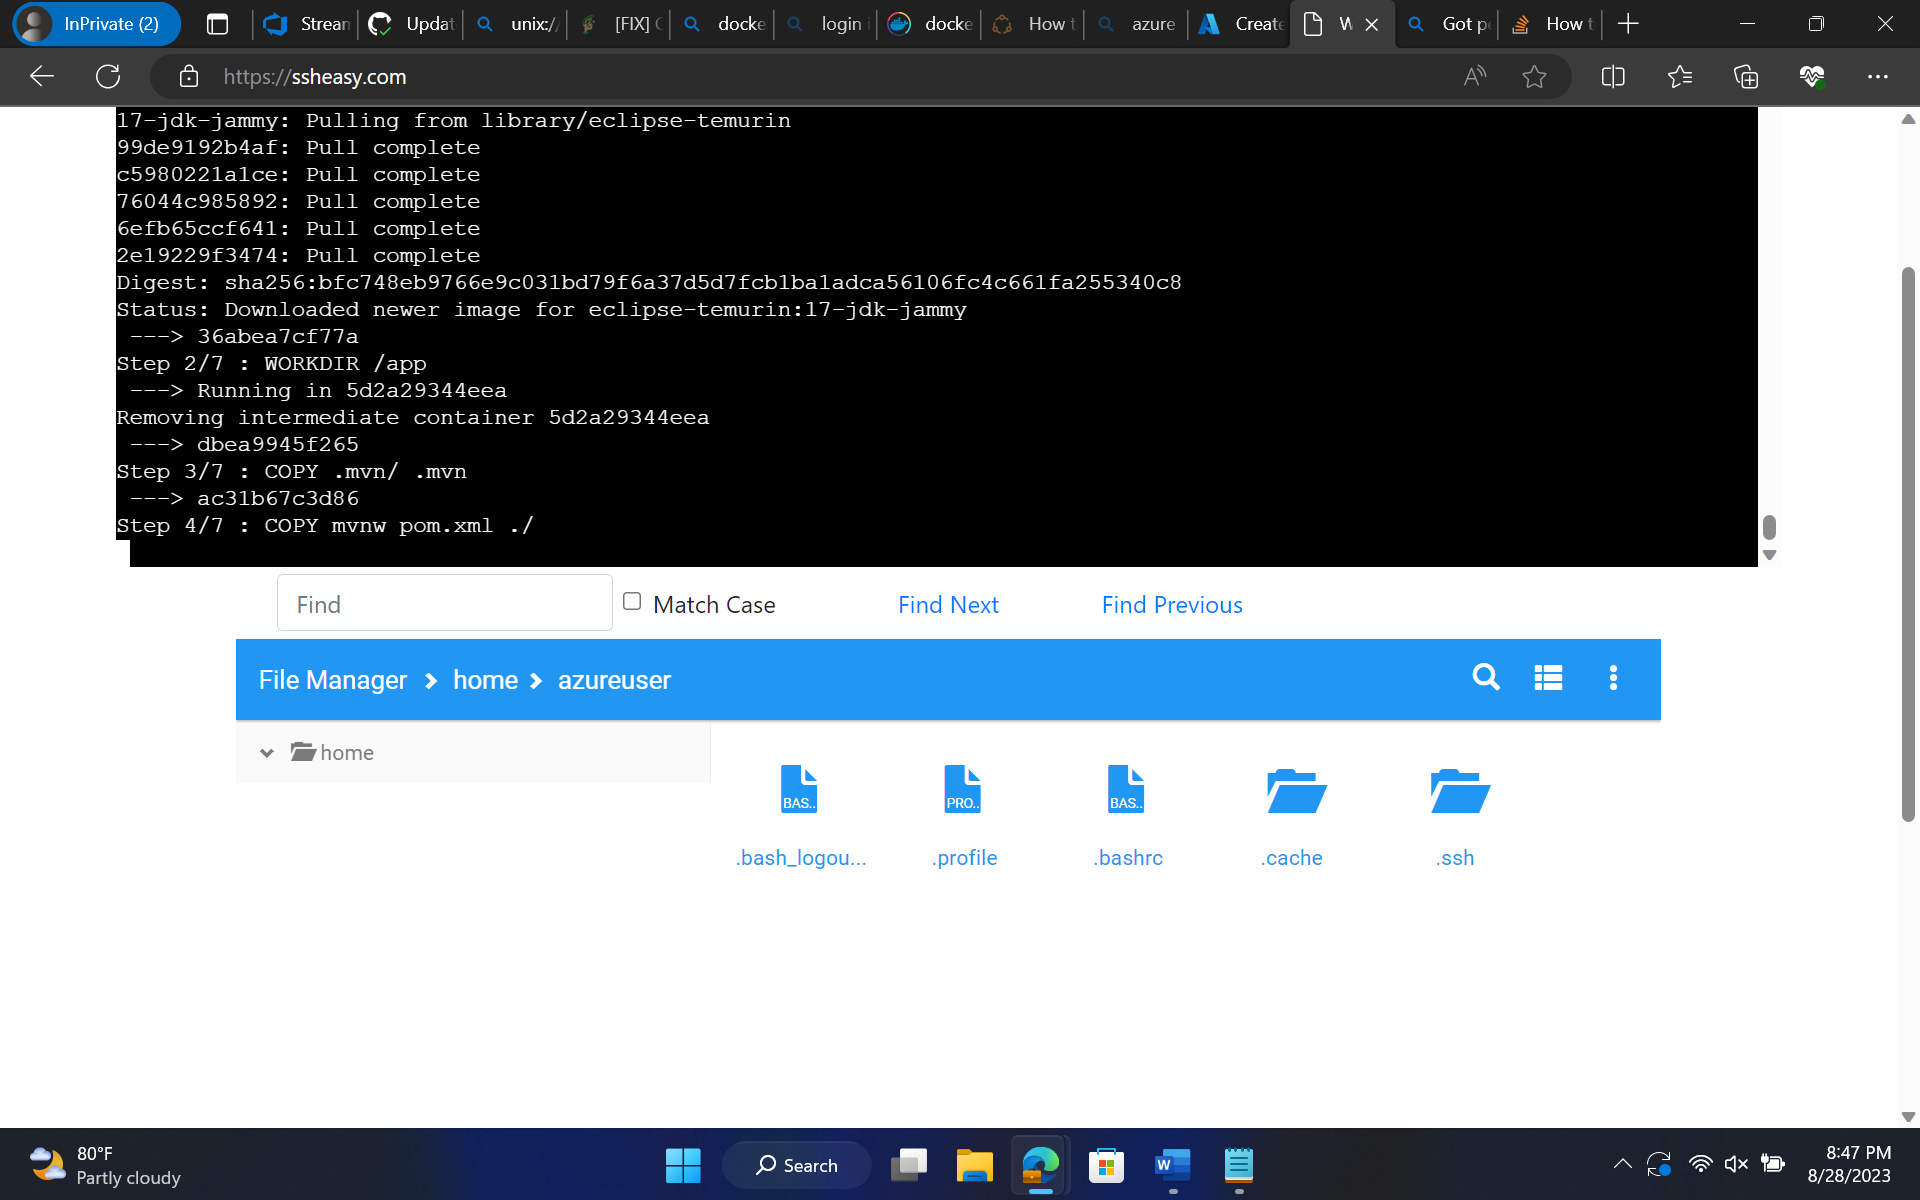 InPrivate (2)
Strean
Updat
unix:/
[FIX] C
docke
login i
docke
How t
azure
Create
W
Got p
How t
https://ssheasy.com
17-jdk-jammy: Pulling from library/eclipse-temurin
99de9192b4af: Pull complete
c5980221a1ce: Pull complete
76044c985892: Pull complete
6efb65ccf641: Pull complete
2e19229f3474: Pull complete
Digest: sha256:bfc748eb9766e9c031bd79f6a37d5d7fcb1ba1adca56106fc4c661fa255340c8
Status: Downloaded newer image for eclipse-temurin:17-jdk-jammy
---> 36abea7cf77a
Step 2/7 : WORKDIR /app
---> Running in 5d2a29344eea
Removing intermediate container 5d2a29344eea
---> dbea9945f265
Step 3/7 : COPY .mvn/ .mvn
---> ac31b67c3d86
Step 4/7 : COPY mvnw pom.xml ./
Find
Match Case
Find Next
Find Previous
File Manager
home
azureuser
home
BAS..
PRO..
BAS..
.bash_logou...
.profile
.bashrc
.cache
.ssh
80°F
Partly cloudy
Search
8:47 PM
8/28/2023